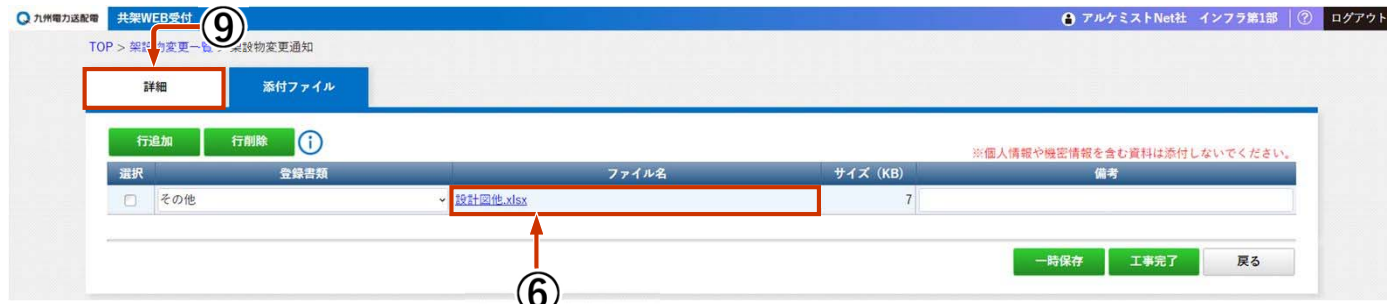 九州電力送配電 共架WEB受付 アルケミストNet社 インフラ第1部 ? ログアウト
⑨
TOP > 架設物変更一覧 > 架設物変更通知
詳細 添付ファイル
行追加 行削除 i
※個人情報や機密情報を含む資料は添付しないでください。
選択 登録書類 ファイル名 サイズ (KB) 備考
その他 設計図他.xlsx 7
一時保存 工事完了 戻る
⑥